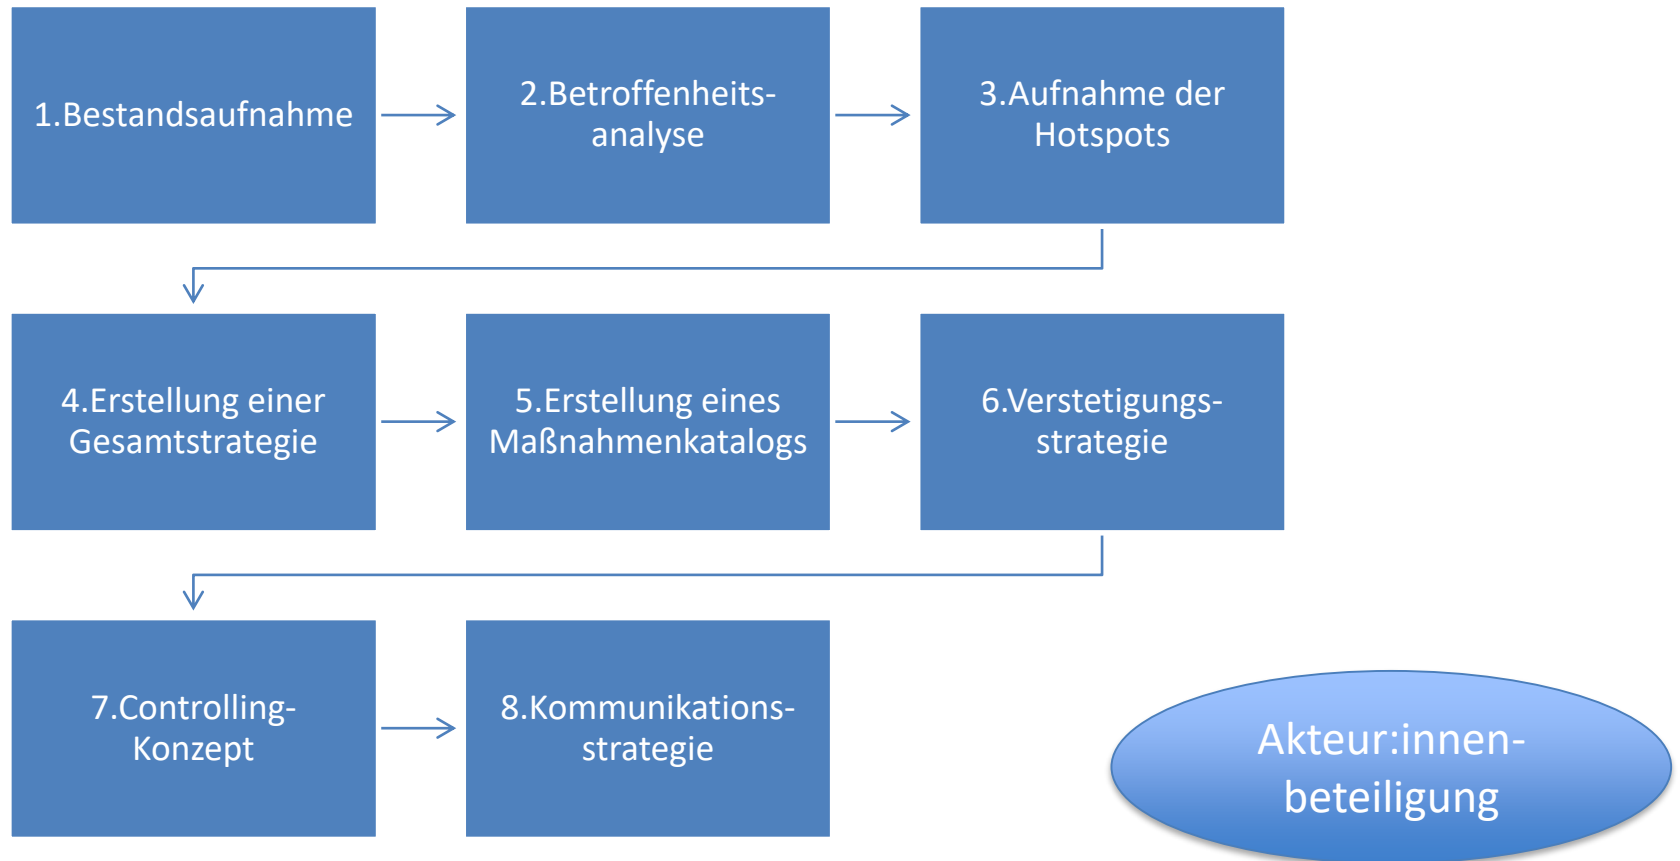 1.Bestandsaufnahme
2.Betroffenheits-
analyse
3.Aufnahme der
Hotspots
4.Erstellung einer
Gesamtstrategie
5.Erstellung eines
Maßnahmenkatalogs
6.Verstetigungs-
strategie
7.Controlling-
Konzept
8.Kommunikations-
strategie
Akteur:innen-
beteiligung